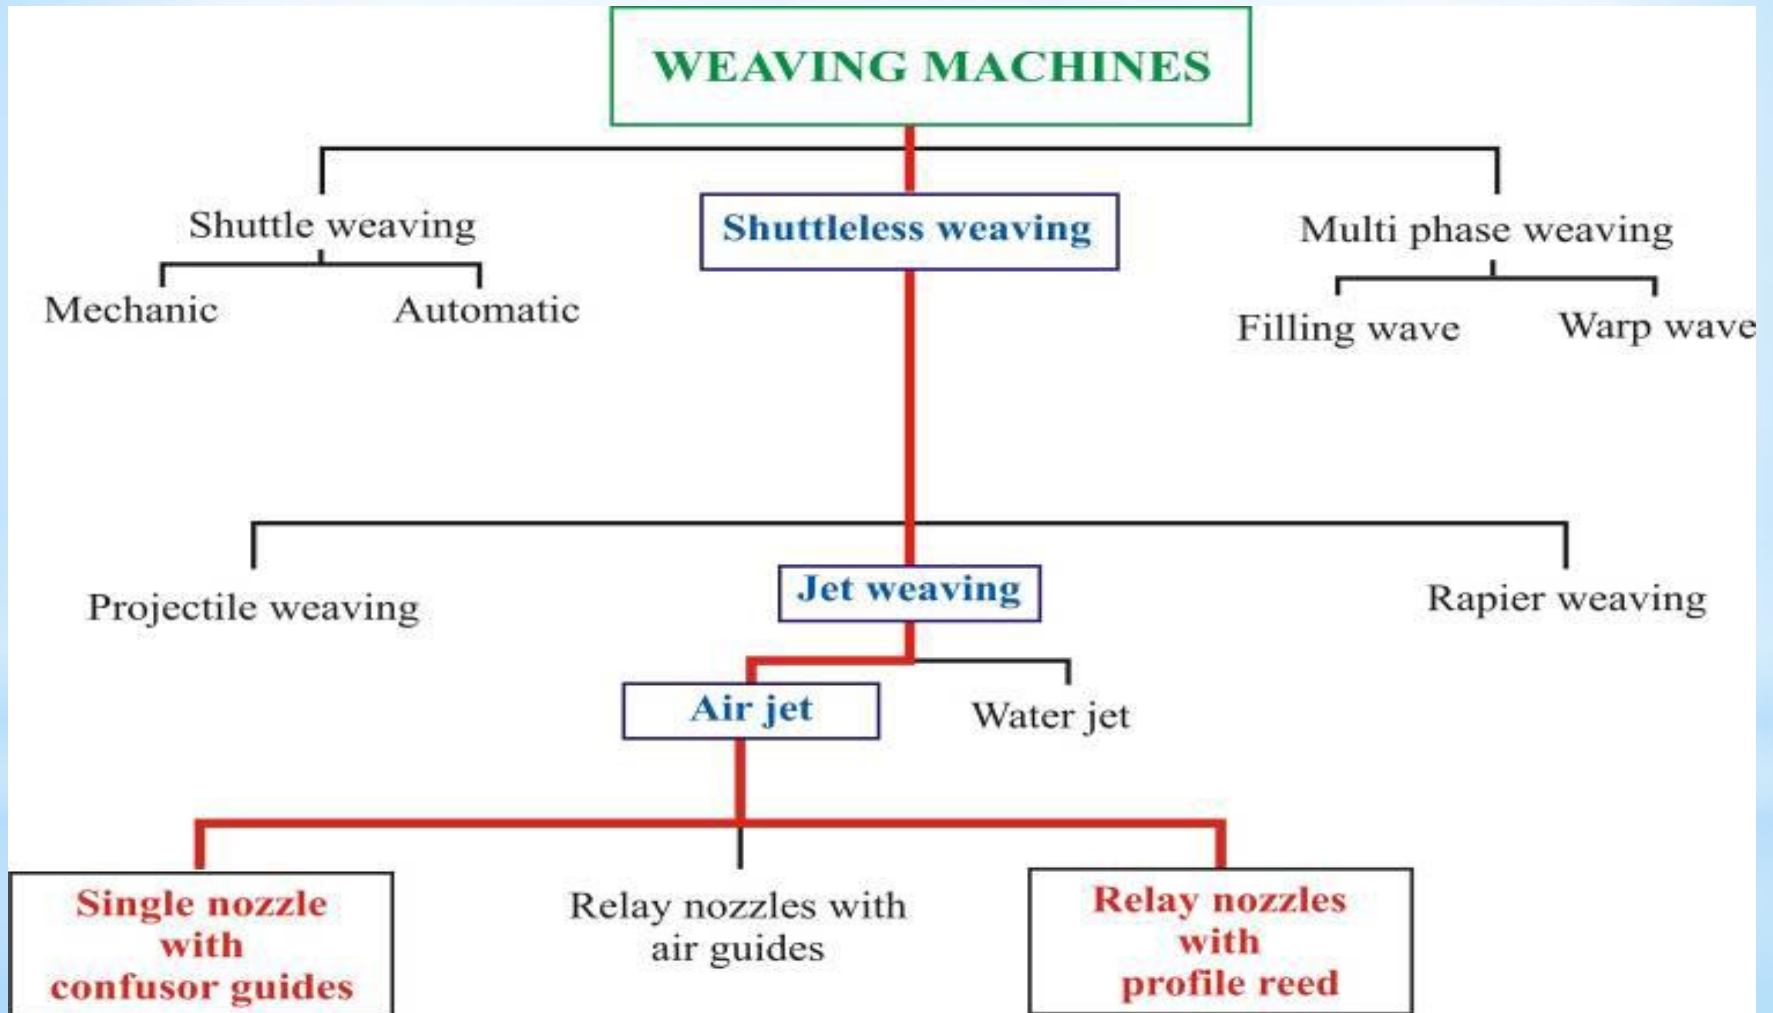 WEAVING MACHINES
Shuttle weaving
Shuttleless weaving
Multi phase weaving
Mechanic
Automatic
Filling wave
Warp wave
Projectile weaving
Jet weaving
Rapier weaving
Air jet
Water jet
Single nozzle
with
confusor guides
Relay nozzles with
air guides
Relay nozzles
with
profile reed